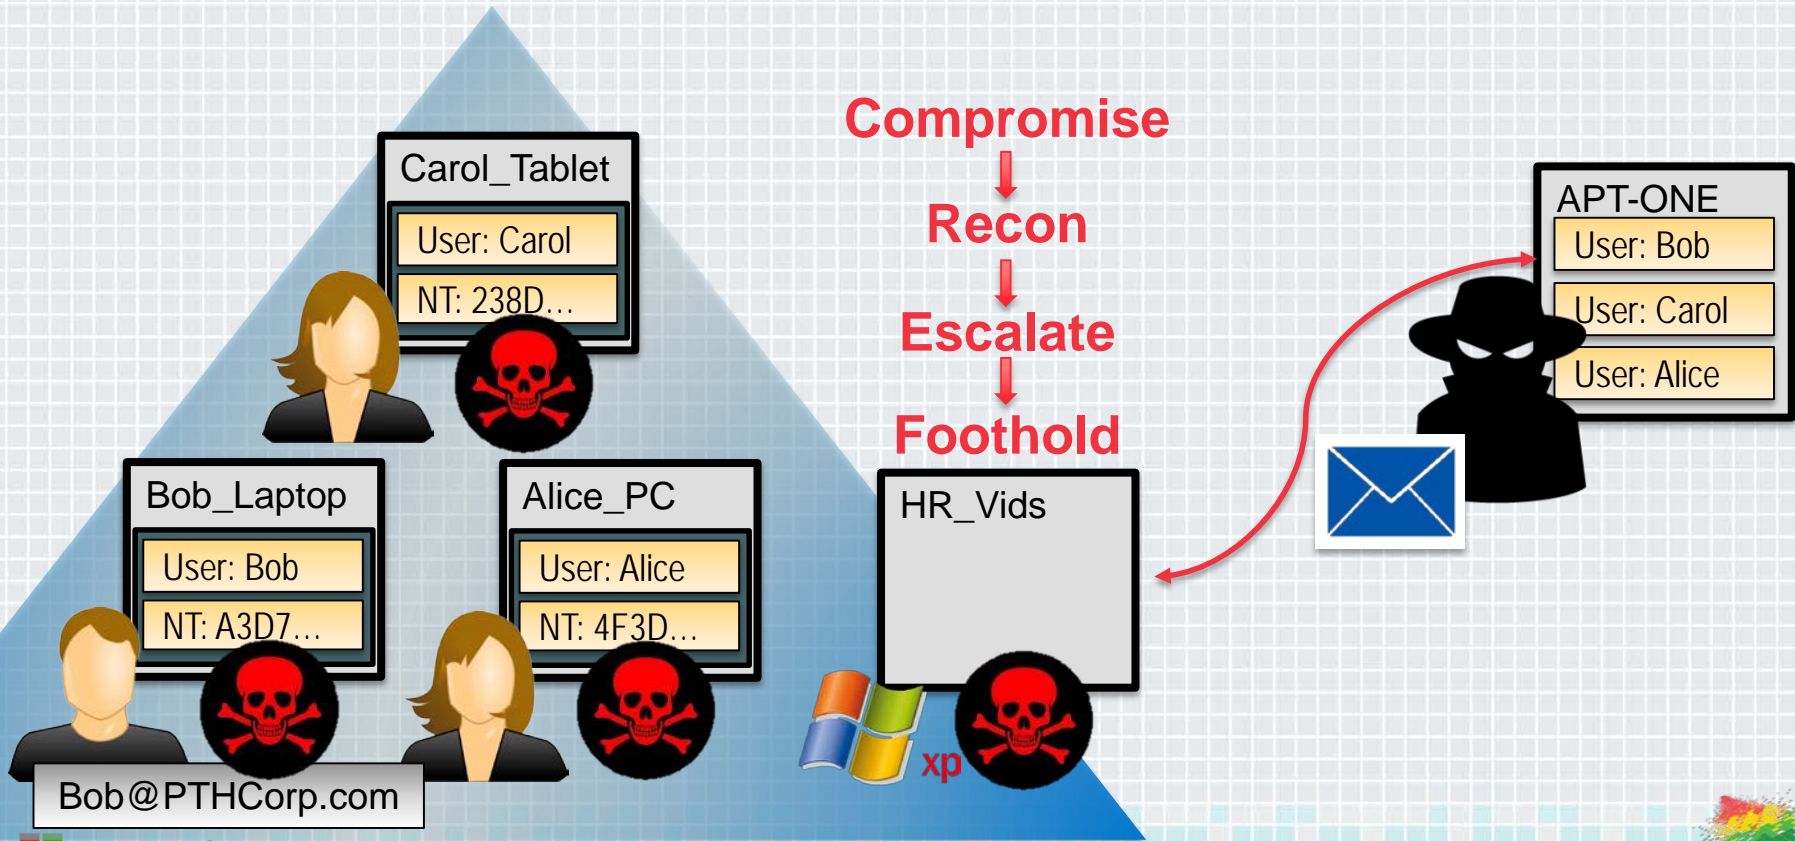 Carol_Tablet
User: Carol
NT: 238D...
Bob_Laptop
User: Bob
NT: A3D7...
Bob@PTHCorp.com
Alice_PC
User: Alice
NT: 4F3D...
Compromise
Recon
Escalate
Foothold
HR_Vids
xp
APT-ONE
User: Bob
User: Carol
User: Alice